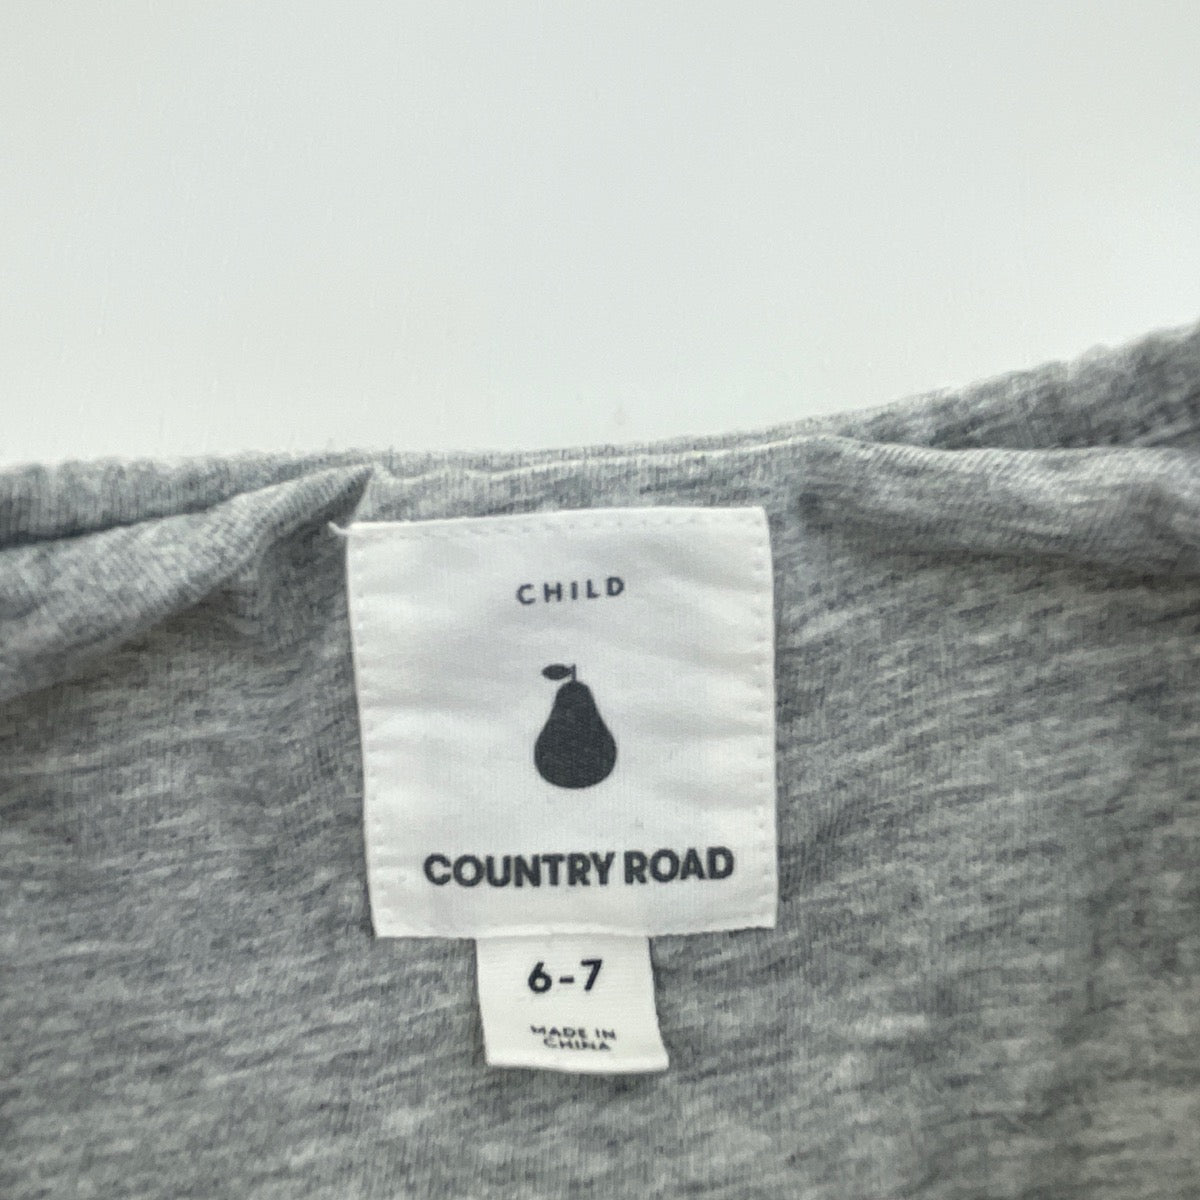 CHILD
COUNTRY ROAD
6-7
MADE IN
CHINA